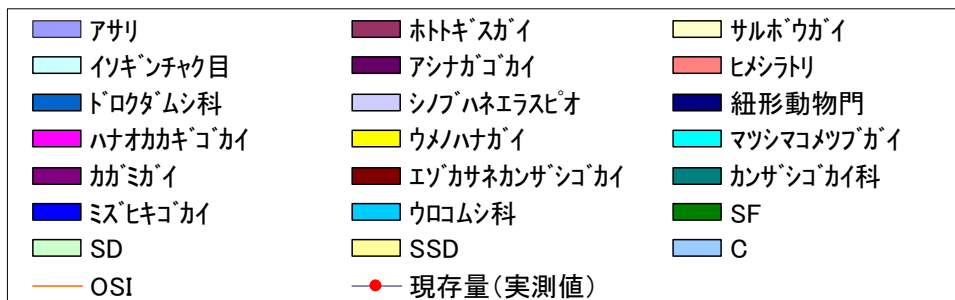 アサリ ホトトギスガイ サルボウガイ
イソギンチャク目 アシナガゴカイ ヒメシラトリ
ドロクダムシ科 シノブハネエラスピオ 紐形動物門
ハナオカカギゴカイ ウメノハナガイ マツシマコメツブガイ
カガミガイ エゾカサネカンザシゴカイ カンザシゴカイ科
ミズヒキゴカイ ウロコムシ科 SF
SD SSD C
OSI 現存量(実測値)